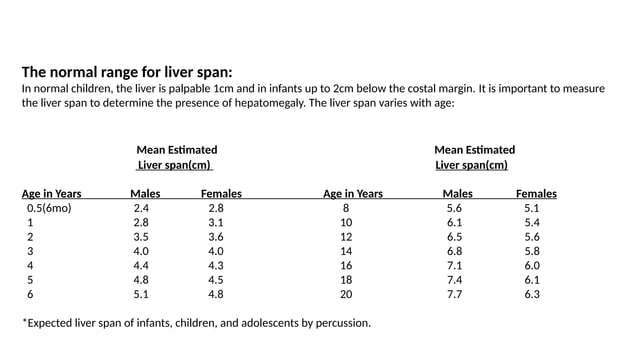 The normal range for liver span:
In normal children, the liver is palpable 1cm and in infants up to 2cm below the costal margin. It is important to measure
the liver span to determine the presence of hepatomegaly. The liver span varies with age:
Mean Estimated Mean Estimated
Liver span(cm) Liver span(cm)
Age in Years Males Females Age in Years Males Females
0.5(6mo) 2.4 2.8 8 5.6 5.1
1 2.8 3.1 10 6.1 5.4
2 3.5 3.6 12 6.5 5.6
3 4.0 4.0 14 6.8 5.8
4 4.4 4.3 16 7.1 6.0
5 4.8 4.5 18 7.4 6.1
6 5.1 4.8 20 7.7 6.3
*Expected liver span of infants, children, and adolescents by percussion.